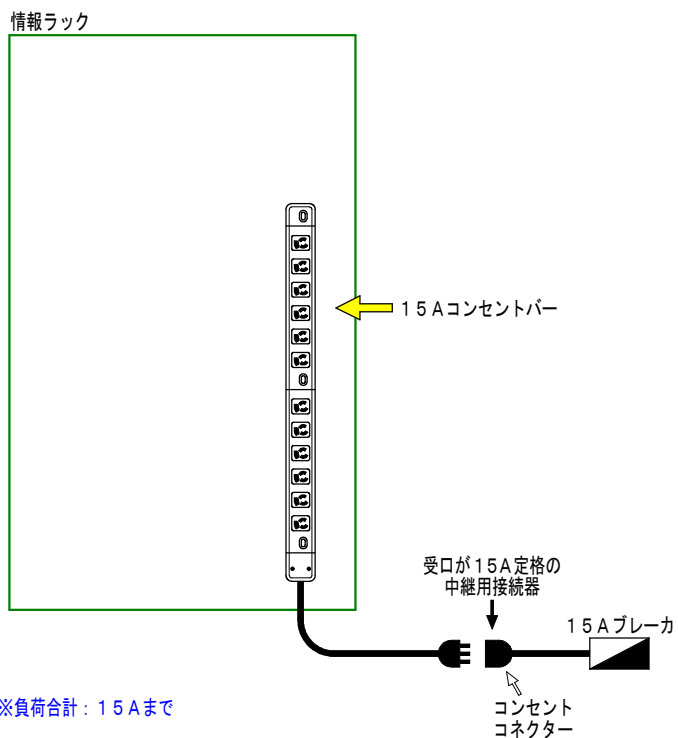 情報ラック
１５Ａコンセントバー
受口が１５Ａ定格の
中継用接続器
１５Ａブレーカ
コンセント
コネクター
※負荷合計：１５Ａまで